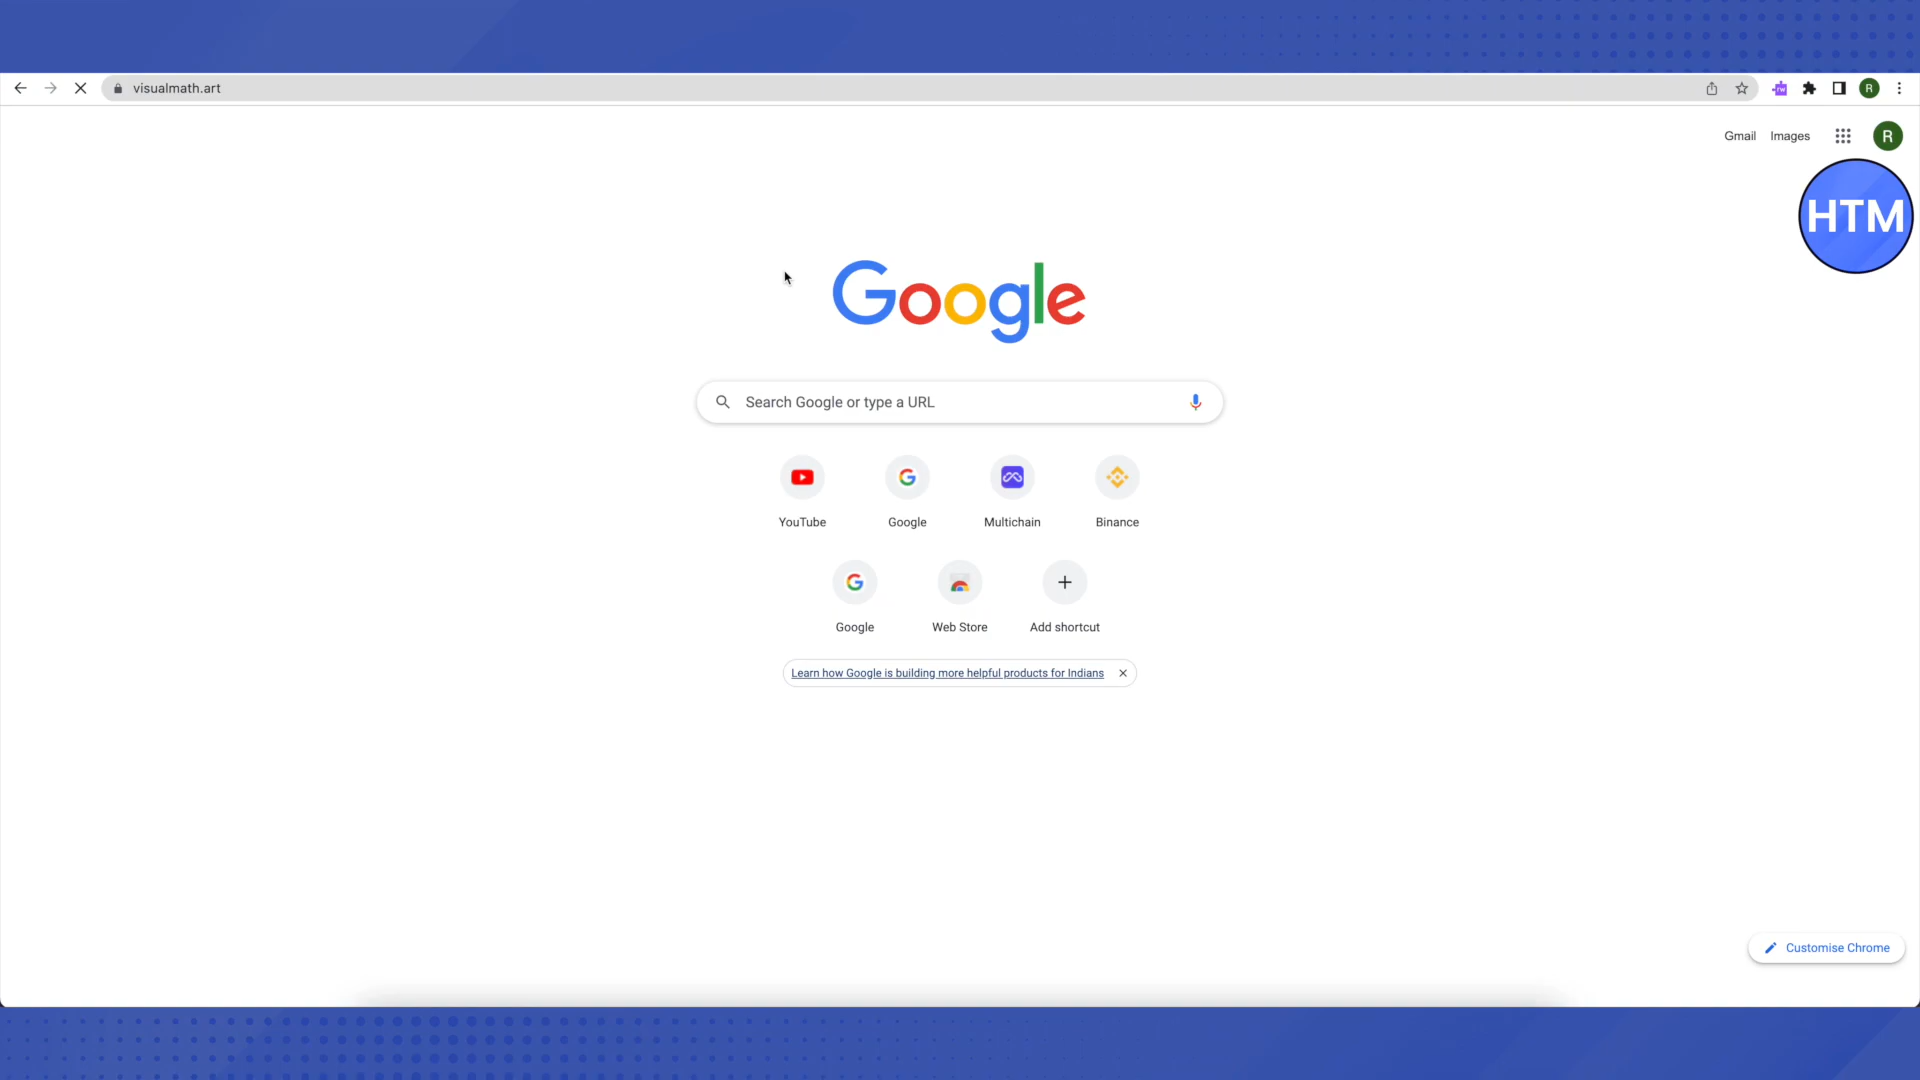 visualmath.art
R
Gmail
Images
R
HTM
Google
Search Google or type a URL
YouTube
Google
Multichain
Binance
Google
Web Store
Add shortcut
Learn how Google is building more helpful products for Indians
Customise Chrome